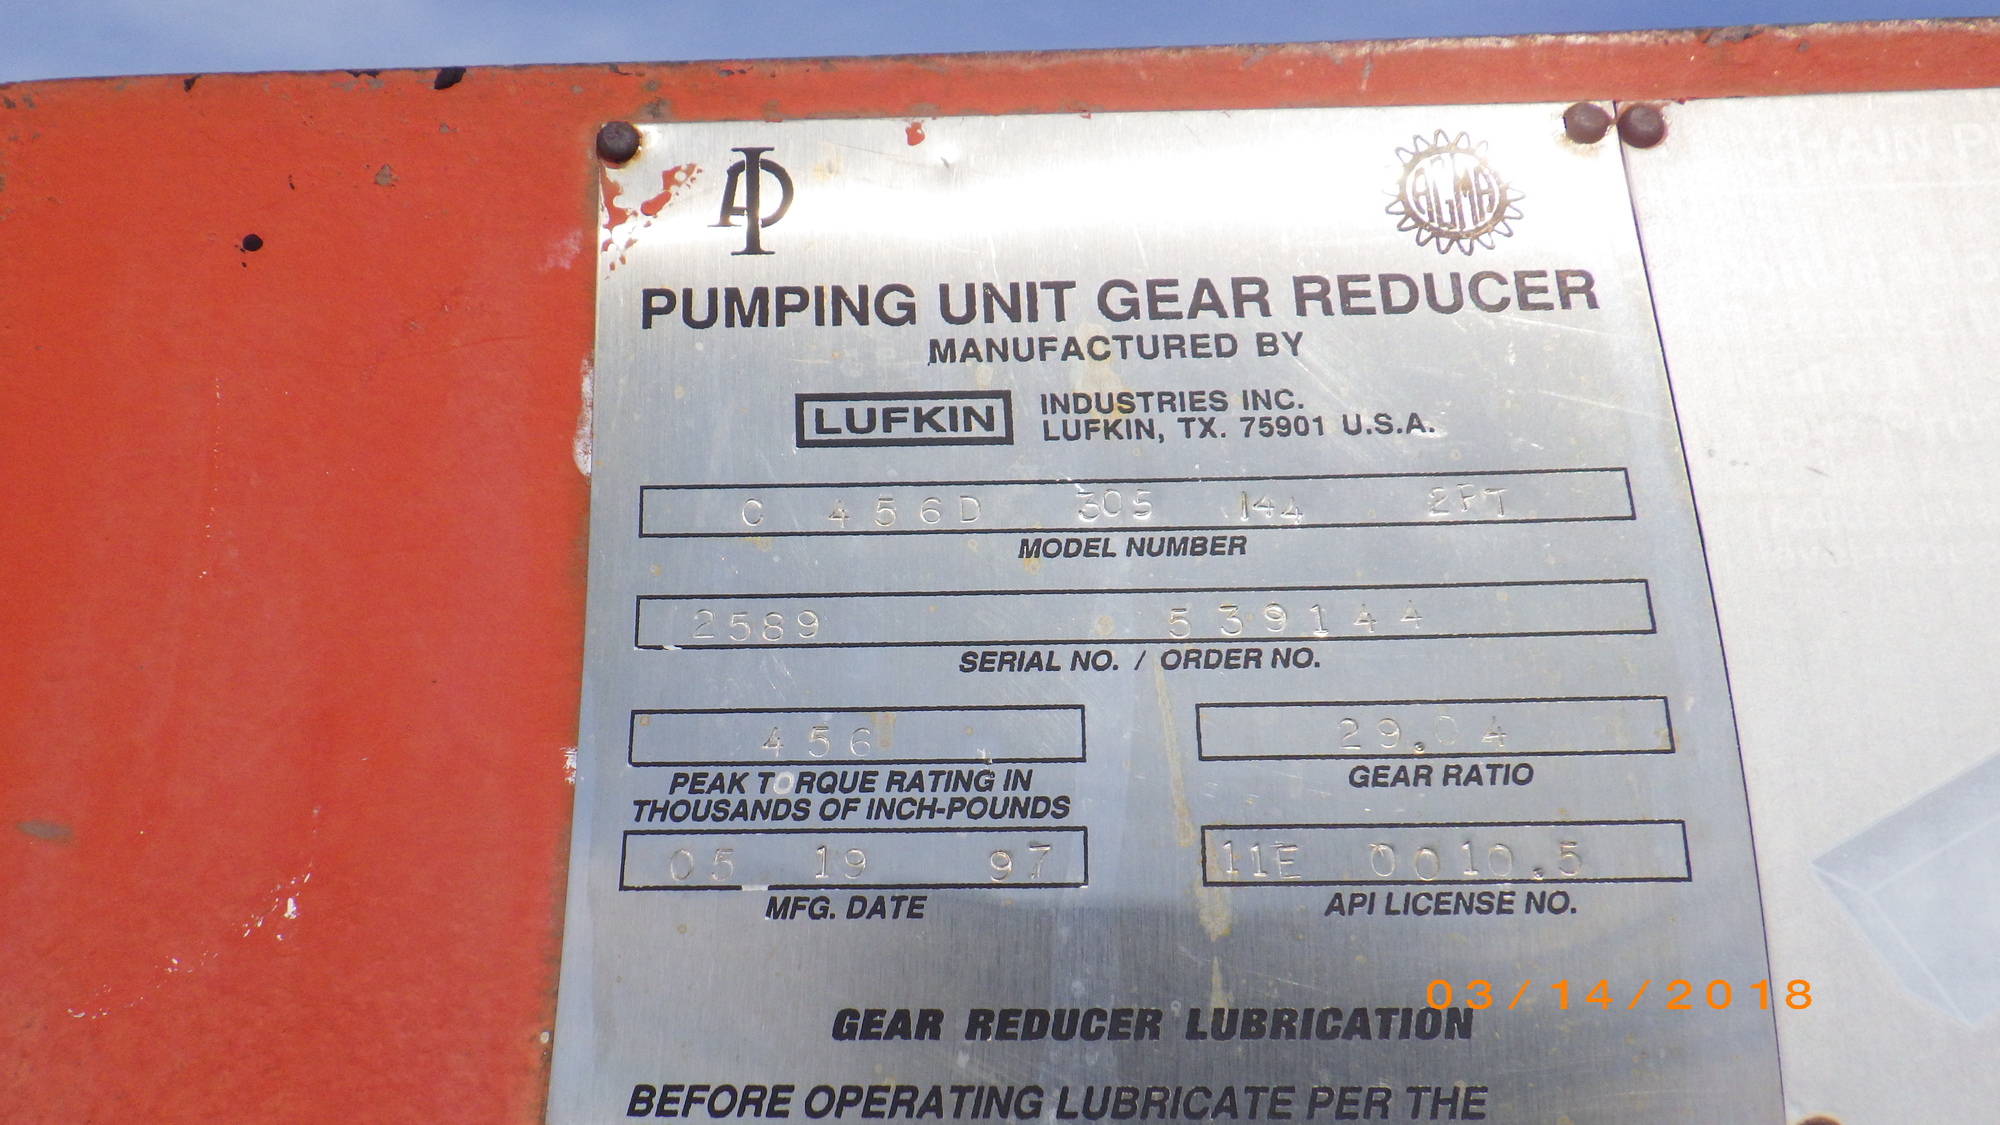 API
AGMA
PUMPING UNIT GEAR REDUCER
MANUFACTURED BY
LUFKIN
INDUSTRIES INC.
LUFKIN, TX. 75901 U.S.A.
C 456D 305 144 2PT
MODEL NUMBER
2589 539144
SERIAL NO. / ORDER NO.
456 29.04
PEAK TORQUE RATING IN GEAR RATIO
THOUSANDS OF INCH-POUNDS
05 19 97 11E 0010.5
MFG. DATE API LICENSE NO.
03/14/2018
GEAR REDUCER LUBRICATION
BEFORE OPERATING LUBRICATE PER THE